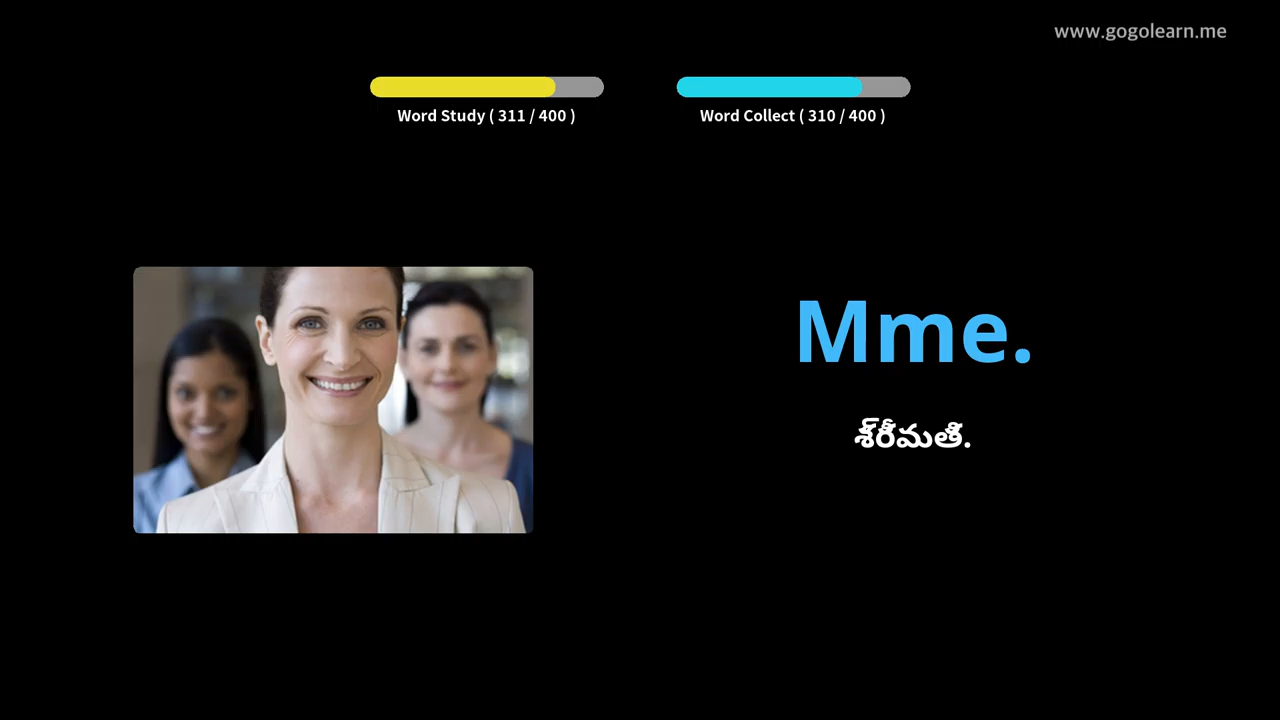 www.gogolearn.me
Word Study ( 311 / 400 )
Word Collect ( 310 / 400 )
Mme.
శ్రీమతి.